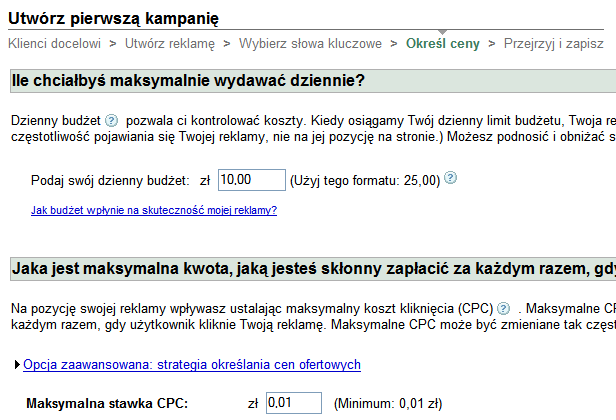 Utwórz pierwszą kampanię
Klienci docelowi > Utwórz reklamę > Wybierz słowa kluczowe > Określ ceny > Przejrzyj i zapisz
Ile chciałbyś maksymalnie wydawać dziennie?
Dzienny budżet ? pozwala ci kontrolować koszty. Kiedy osiągamy Twój dzienny limit budżetu, Twoja re
częstotliwość pojawiania się Twojej reklamy, nie na jej pozycję na stronie.) Możesz podnosić i obniżać s
Podaj swój dzienny budżet: zł 10,00 (Użyj tego formatu: 25,00) ?
Jak budżet wpłynie na skuteczność mojej reklamy?
Jaka jest maksymalna kwota, jaką jesteś skłonny zapłacić za każdym razem, gdy
Na pozycję swojej reklamy wpływasz ustalając maksymalny koszt kliknięcia (CPC) ? . Maksymalne CP
każdym razem, gdy użytkownik kliknie Twoją reklamę. Maksymalne CPC może być zmieniane tak częst
Opcja zaawansowana: strategia określania cen ofertowych
Maksymalna stawka CPC: zł 0,01 (Minimum: 0,01 zł)